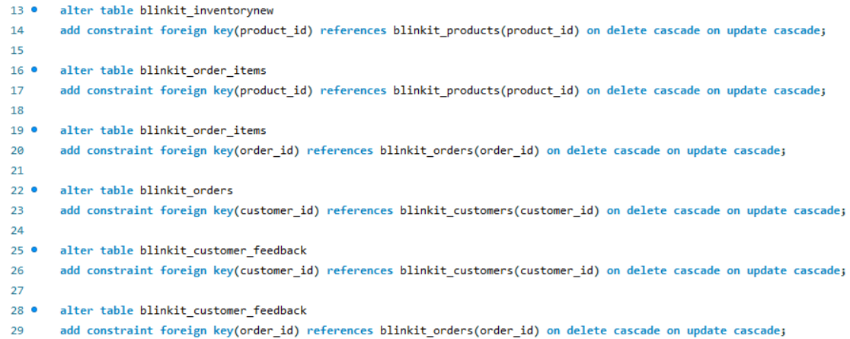 13 alter table blinkit_inventorynew
14 add constraint foreign key(product_id) references blinkit_products(product_id) on delete cascade on update cascade;
15
16 alter table blinkit_order_items
17 add constraint foreign key(product_id) references blinkit_products(product_id) on delete cascade on update cascade;
18
19 alter table blinkit_order_items
20 add constraint foreign key(order_id) references blinkit_orders(order_id) on delete cascade on update cascade;
21
22 alter table blinkit_orders
23 add constraint foreign key(customer_id) references blinkit_customers(customer_id) on delete cascade on update cascade;
24
25 alter table blinkit_customer_feedback
26 add constraint foreign key(customer_id) references blinkit_customers(customer_id) on delete cascade on update cascade;
27
28 alter table blinkit_customer_feedback
29 add constraint foreign key(order_id) references blinkit_orders(order_id) on delete cascade on update cascade;